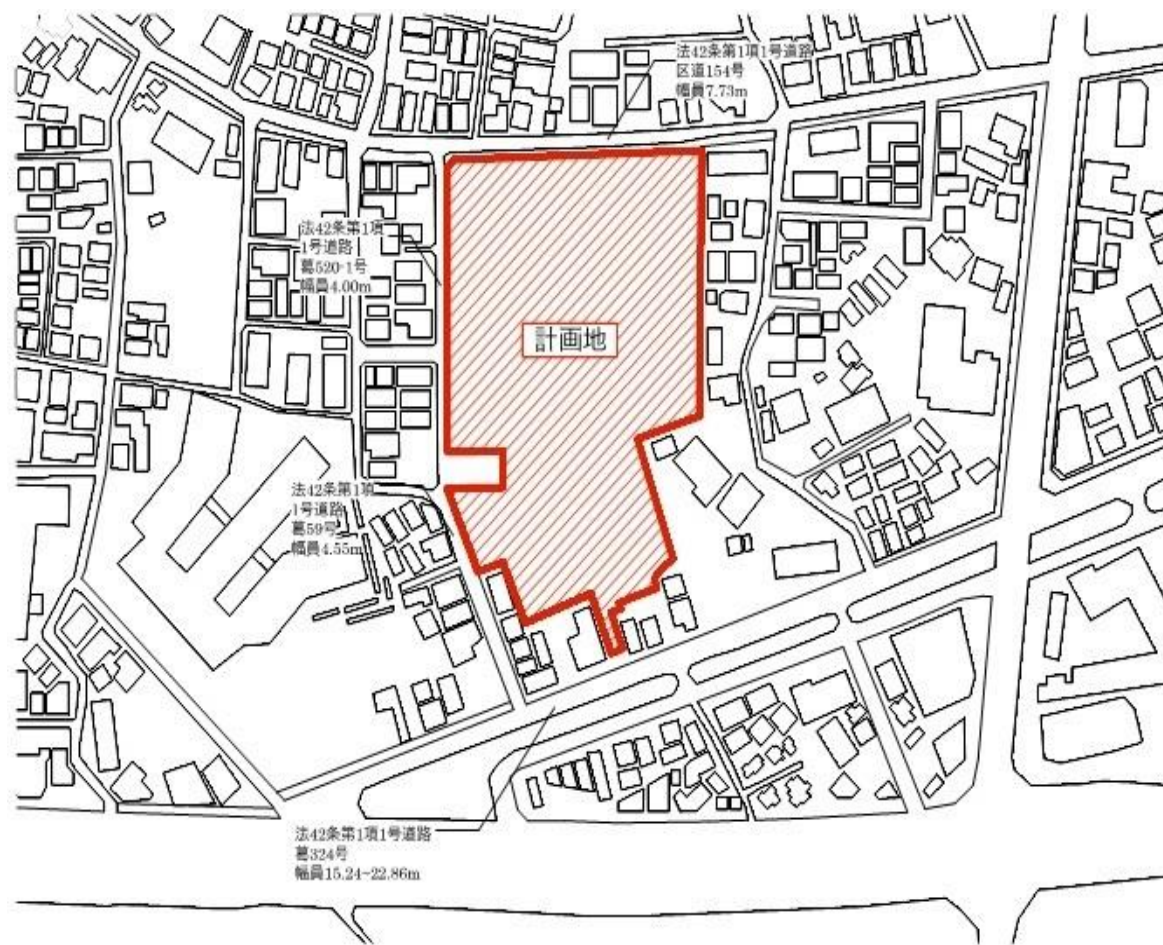 法42条第1項1号道路
区道154号
幅員7.73m
法42条第1項
1号道路
葛520-1号
幅員4.00m
計画地
法42条第1項
1号道路
葛59号
幅員4.55m
法42条第1項1号道路
葛324号
幅員15.24~22.86m